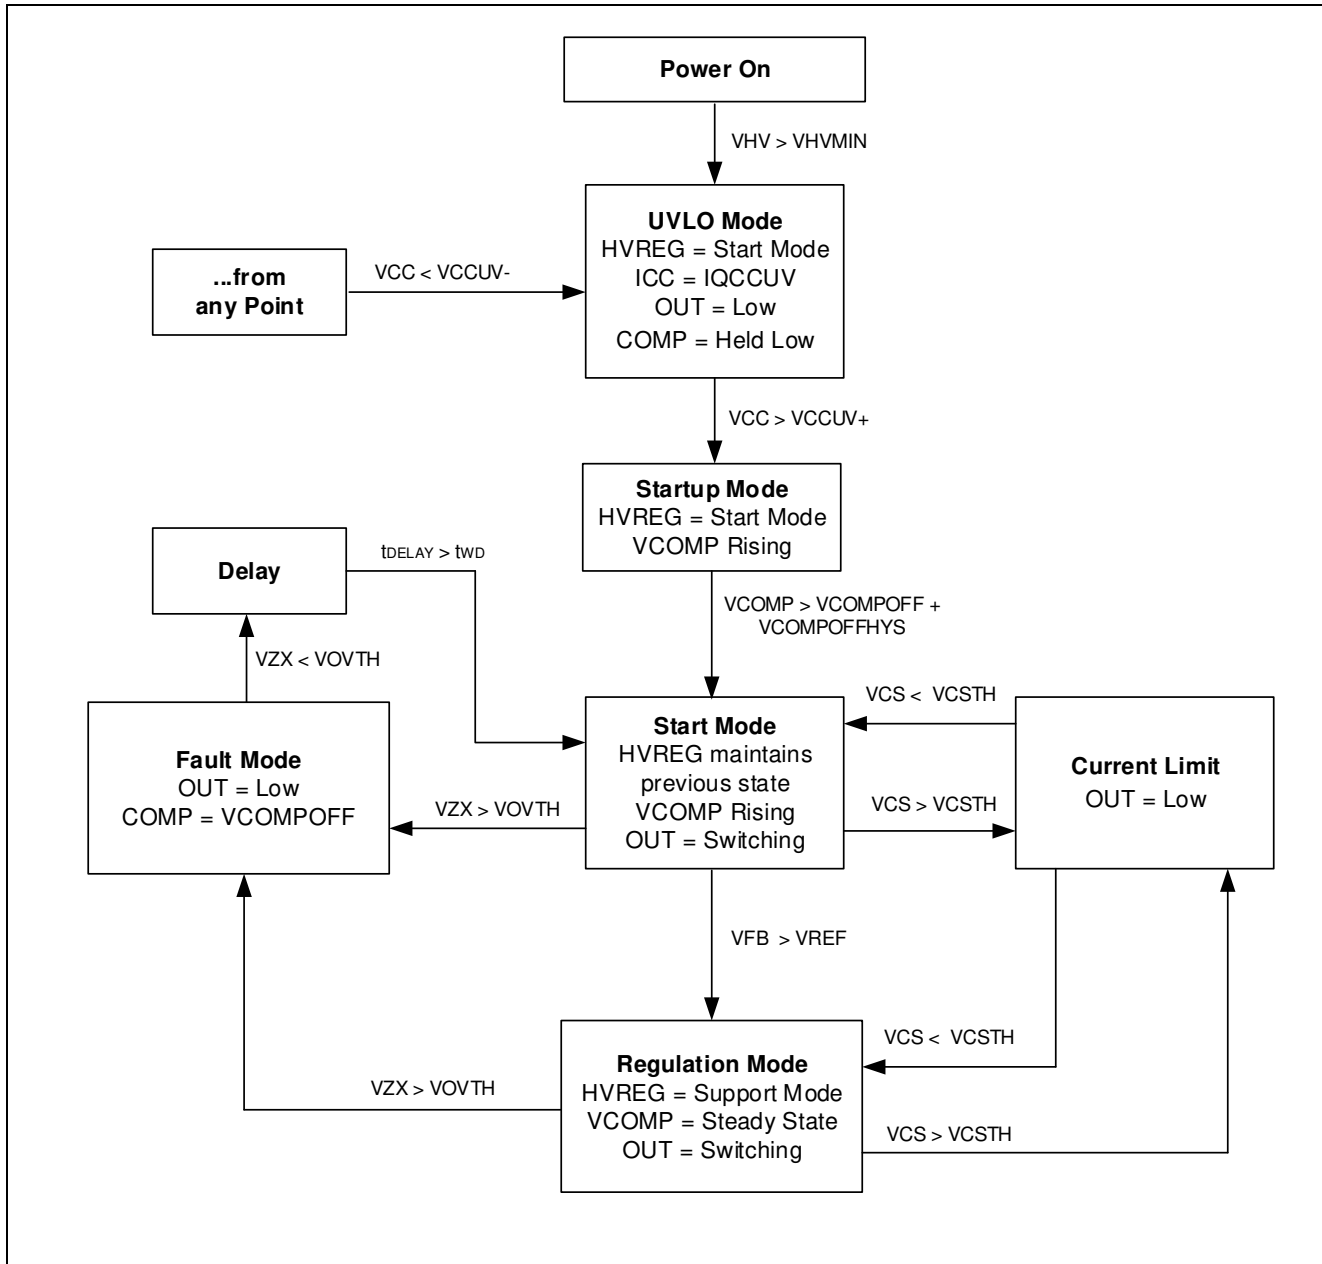 Power On
VHV > VHVMIN
UVLO Mode
HVREG = Start Mode
ICC = IQCCUV
OUT = Low
COMP = Held Low
...from
any Point
VCC < VCCUV-
VCC > VCCUV+
Startup Mode
HVREG = Start Mode
VCOMP Rising
Delay
tDELAY > tWD
VCOMP > VCOMPOFF +
VCOMPOFFHYS
VZX < VOVTH
Fault Mode
OUT = Low
COMP = VCOMPOFF
VZX > VOVTH
Start Mode
HVREG maintains
previous state
VCOMP Rising
OUT = Switching
VCS < VCSTH
VCS > VCSTH
Current Limit
OUT = Low
VFB > VREF
VZX > VOVTH
Regulation Mode
HVREG = Support Mode
VCOMP = Steady State
OUT = Switching
VCS < VCSTH
VCS > VCSTH